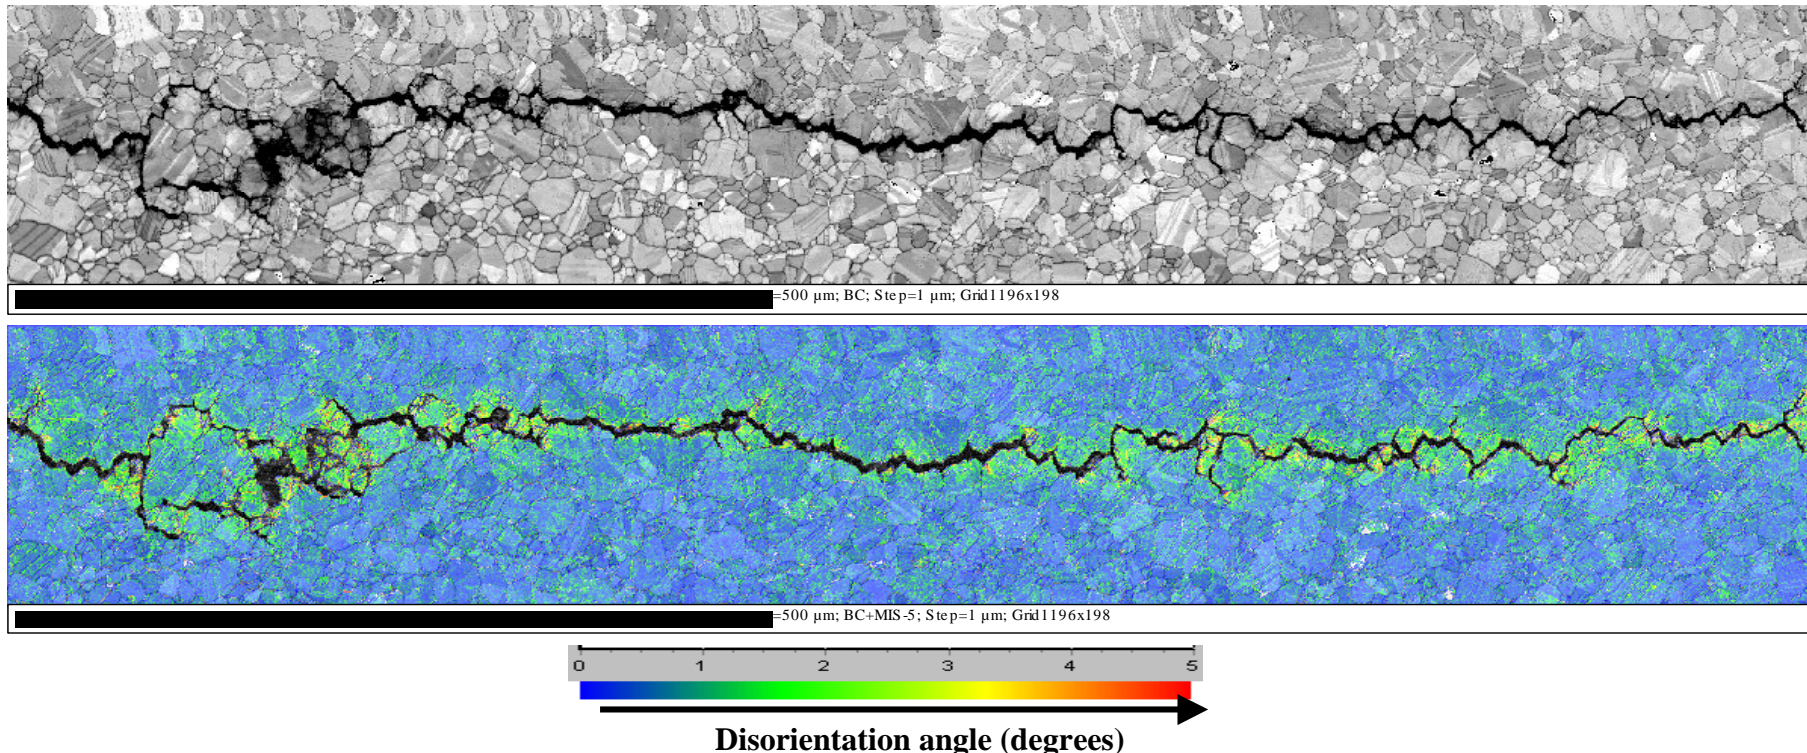 =500 µm; BC; Step=1 µm; Grid1196x198
=500 µm; BC+MIS-5; Step=1 µm; Grid1196x198
0 1 2 3 4 5
Disorientation angle (degrees)